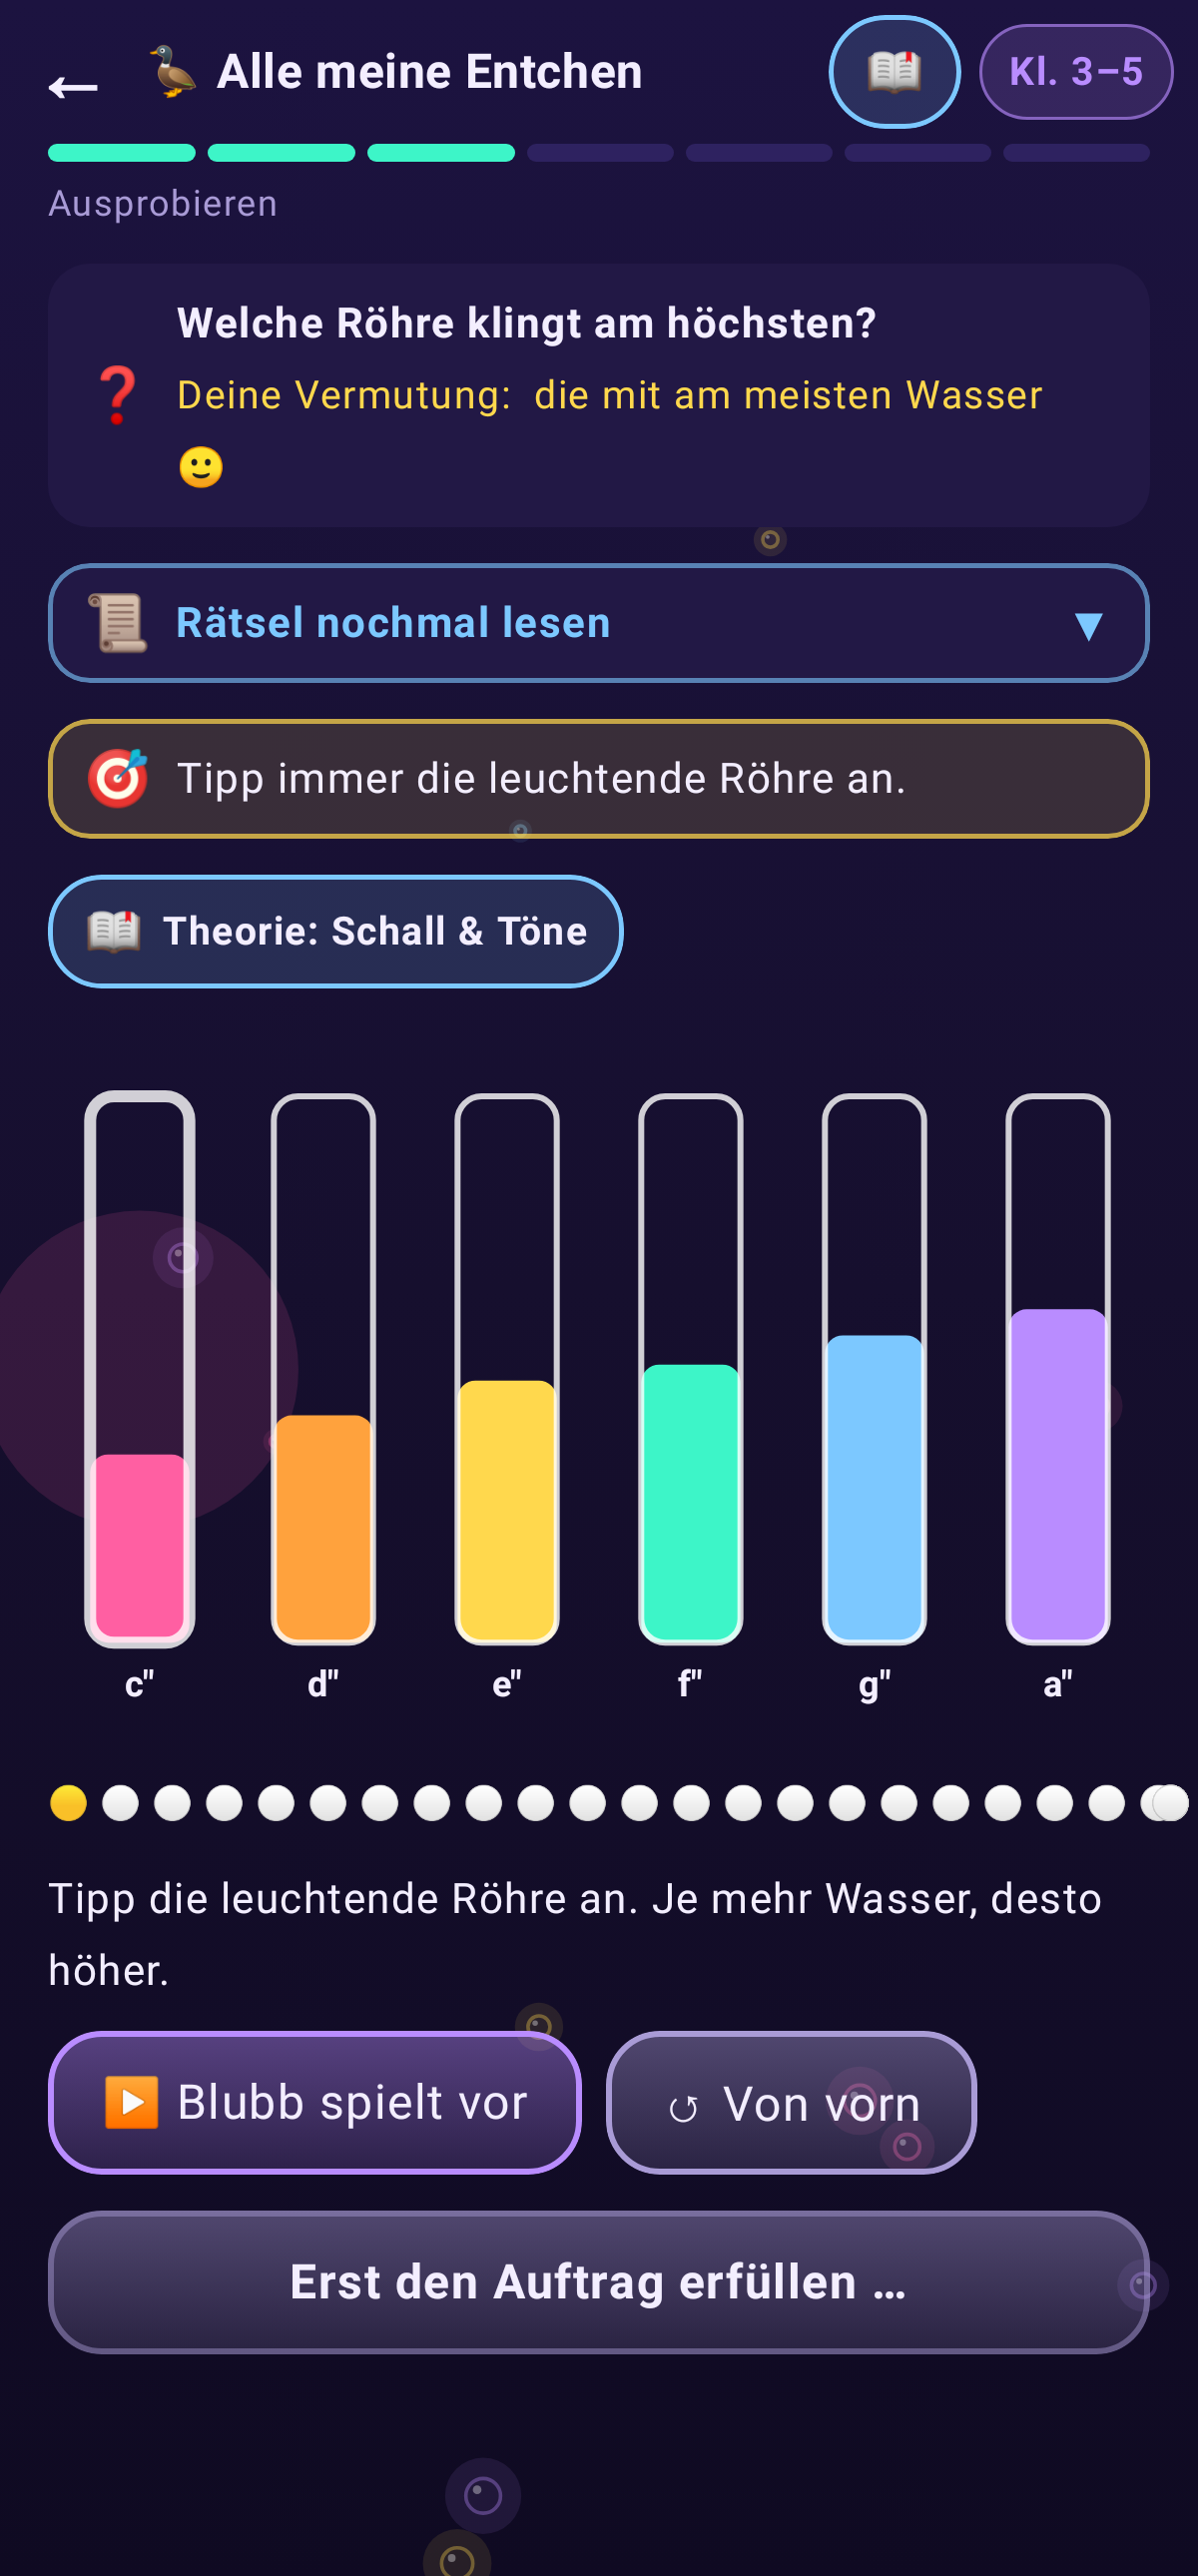 ← Alle meine Entchen Kl. 3–5
Ausprobieren
Welche Röhre klingt am höchsten?
❓ Deine Vermutung: die mit am meisten Wasser
🙂
Rätsel nochmal lesen ▼
Tipp immer die leuchtende Röhre an.
Theorie: Schall & Töne
c" d" e" f" g" a"
Tipp die leuchtende Röhre an. Je mehr Wasser, desto
höher.
▶ Blubb spielt vor ↺ Von vorn
Erst den Auftrag erfüllen …